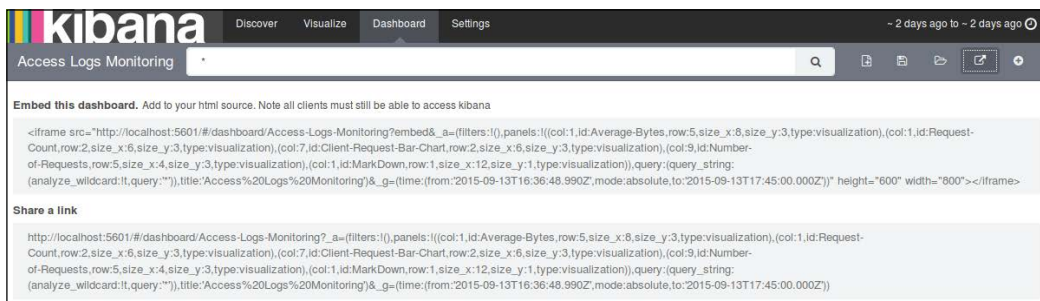 kibana Discover Visualize Dashboard Settings ~ 2 days ago to ~ 2 days ago
Access Logs Monitoring *
Embed this dashboard. Add to your html source. Note all clients must still be able to access kibana
<iframe src="http://localhost:5601/#/dashboard/Access-Logs-Monitoring?embed&_a=(filters:!(),panels:!((col:1,id:Average-Bytes,row:5,size_x:8,size_y:3,type:visualization),(col:1,id:Request-
Count,row:2,size_x:6,size_y:3,type:visualization),(col:7,id:Client-Request-Bar-Chart,row:2,size_x:6,size_y:3,type:visualization),(col:9,id:Number-
of-Requests,row:5,size_x:4,size_y:3,type:visualization),(col:1,id:MarkDown,row:1,size_x:12,size_y:1,type:visualization)),query:(query_string:
(analyze_wildcard:!t,query:'*')),title:'Access%20Logs%20Monitoring')&_g=(time:(from:'2015-09-13T16:36:48.990Z',mode:absolute,to:'2015-09-13T17:45:00.000Z'))" height="600" width="800"></iframe>
Share a link
http://localhost:5601/#/dashboard/Access-Logs-Monitoring?_a=(filters:!(),panels:!((col:1,id:Average-Bytes,row:5,size_x:8,size_y:3,type:visualization),(col:1,id:Request-
Count,row:2,size_x:6,size_y:3,type:visualization),(col:7,id:Client-Request-Bar-Chart,row:2,size_x:6,size_y:3,type:visualization),(col:9,id:Number-
of-Requests,row:5,size_x:4,size_y:3,type:visualization),(col:1,id:MarkDown,row:1,size_x:12,size_y:1,type:visualization)),query:(query_string:
(analyze_wildcard:!t,query:'*')),title:'Access%20Logs%20Monitoring')&_g=(time:(from:'2015-09-13T16:36:48.990Z',mode:absolute,to:'2015-09-13T17:45:00.000Z'))